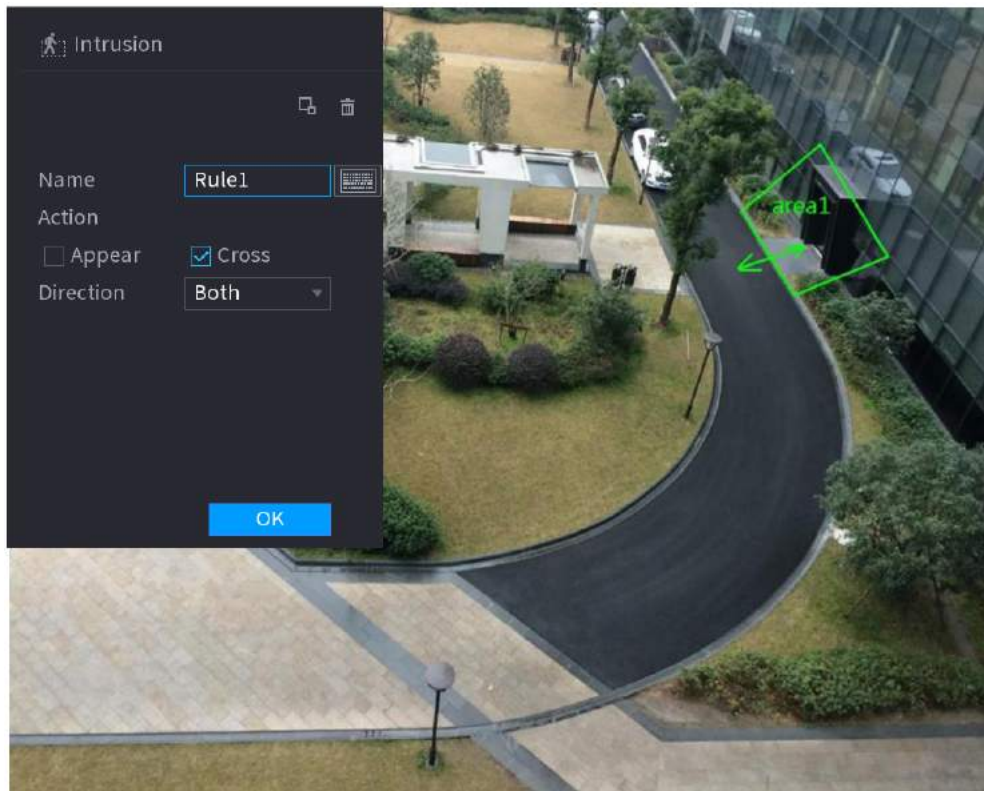 Intrusion
Name Rule1
Action
Appear Cross
Direction Both
OK
area1